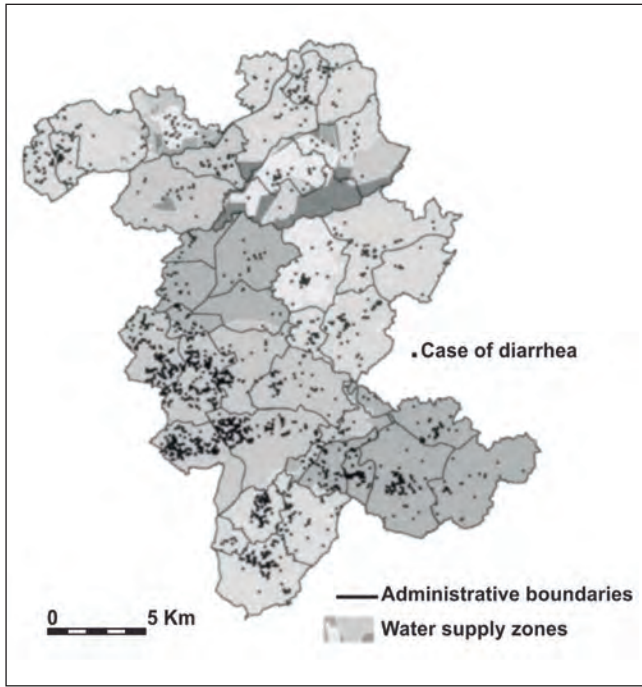 Case of diarrhea
Administrative boundaries
0 5 Km
Water supply zones